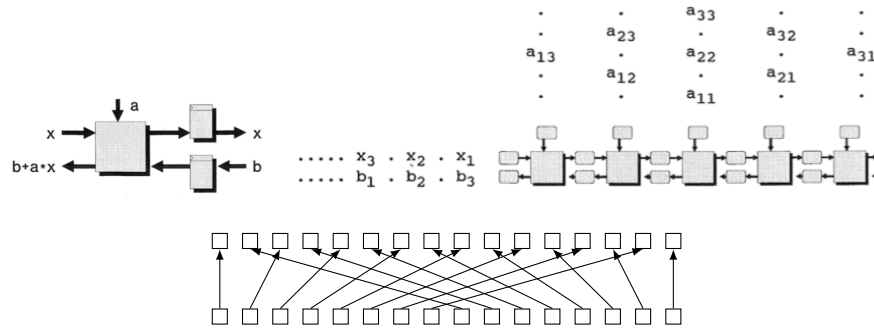 a
x x
b+a*x b
. . . . .
a₂₃ a₃₃ a₃₂
a₁₃ . a₂₂ . a₃₁
. a₁₂ . a₂₁ .
. . a₁₁ . .
. . . . . x₃ . x₂ . x₁
. . . . . b₁ . b₂ . b₃